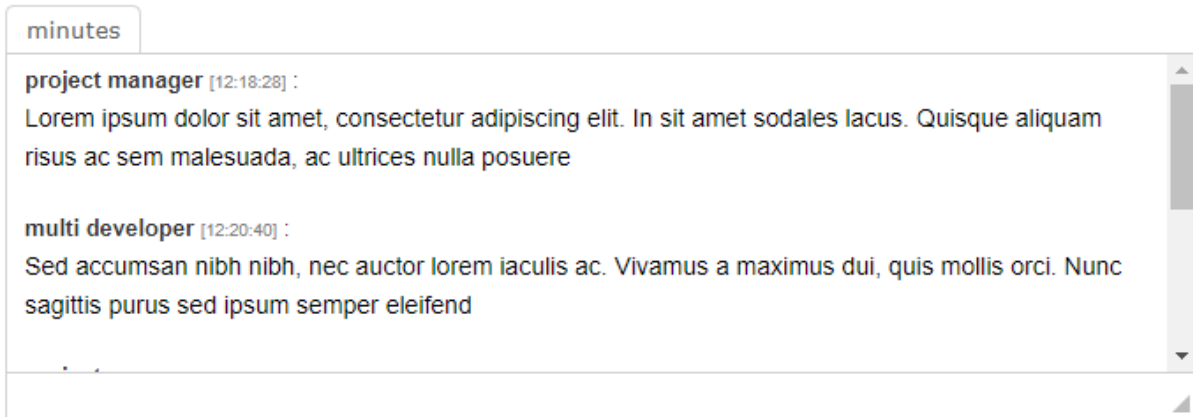 minutes
project manager [12:18:28] :
Lorem ipsum dolor sit amet, consectetur adipiscing elit. In sit amet sodales lacus. Quisque aliquam
risus ac sem malesuada, ac ultrices nulla posuere
multi developer [12:20:40] :
Sed accumsan nibh nibh, nec auctor lorem iaculis ac. Vivamus a maximus dui, quis mollis orci. Nunc
sagittis purus sed ipsum semper eleifend